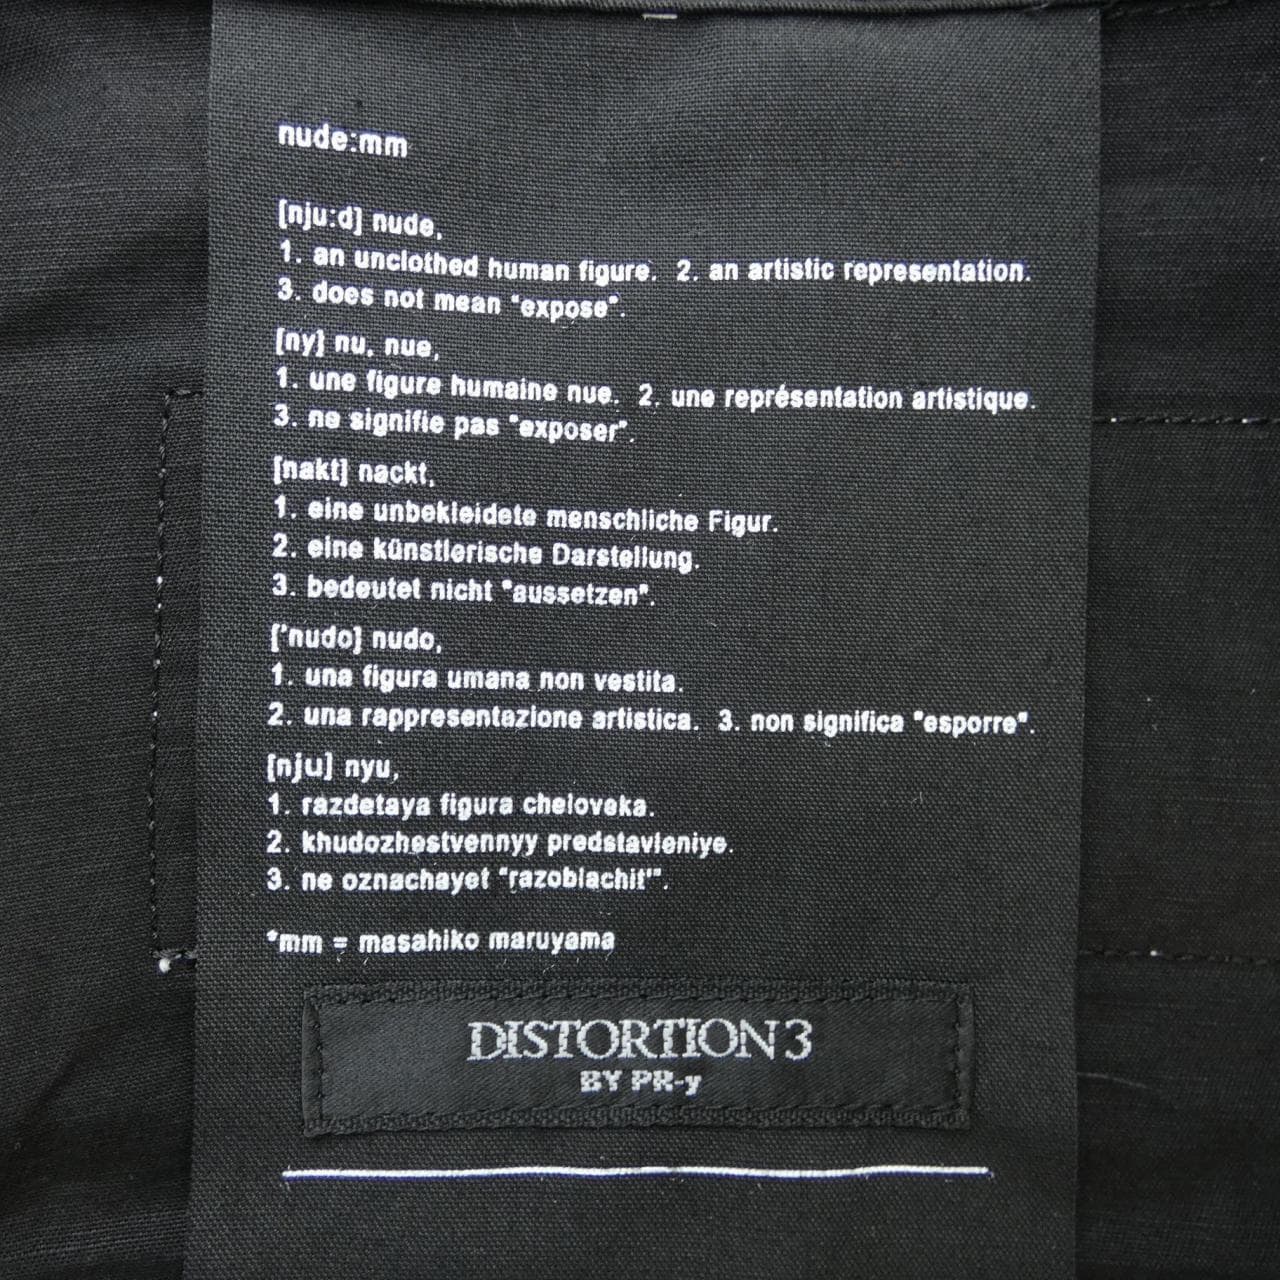 nude:mm
[nju:d] nude,
1. an unclothed human figure. 2. an artistic representation.
3. does not mean "expose".
[ny] nu, nue,
1. une figure humaine nue. 2. une représentation artistique.
3. ne signifie pas "exposer".
[nakt] nackt,
1. eine unbekleidete menschliche Figur.
2. eine künstlerische Darstellung.
3. bedeutet nicht "aussetzen".
['nudo] nudo,
1. una figura umana non vestita.
2. una rappresentazione artistica. 3. non significa "esporre".
[nju] nyu,
1. razdetaya figura cheloveka.
2. khudozhestvennyy predstavleniye.
3. ne oznachayet "razoblachit'".
*mm = masahiko maruyama
DISTORTION3
BY PR-y